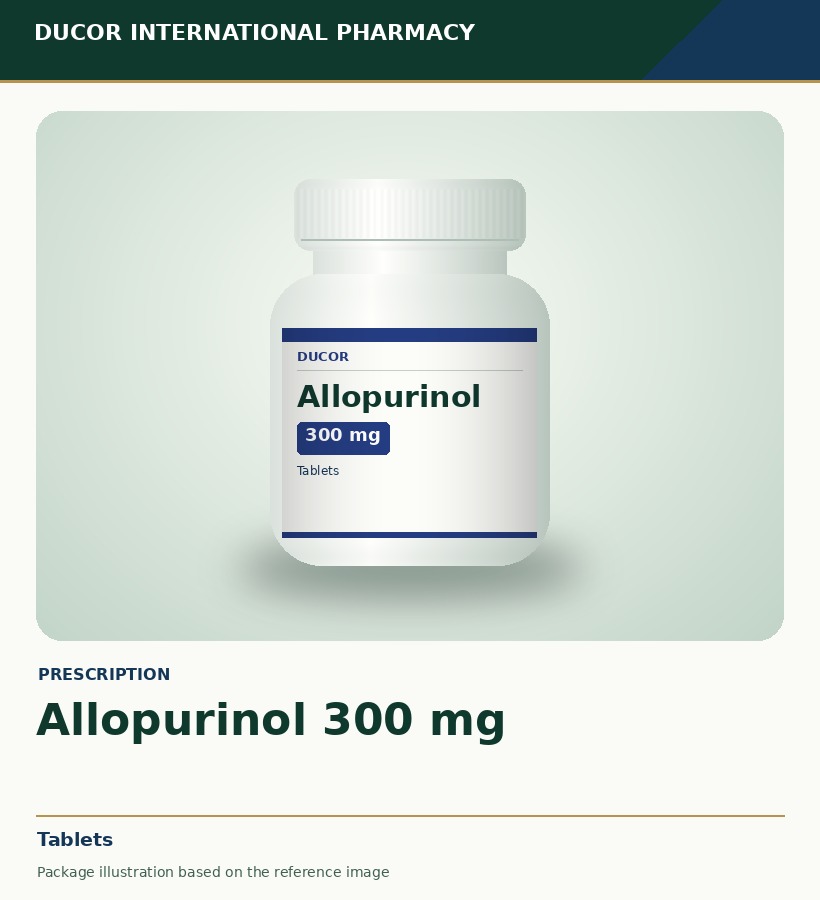 DUCOR INTERNATIONAL PHARMACY
DUCOR
Allopurinol
300 mg
Tablets
PRESCRIPTION
Allopurinol 300 mg
Tablets
Package illustration based on the reference image